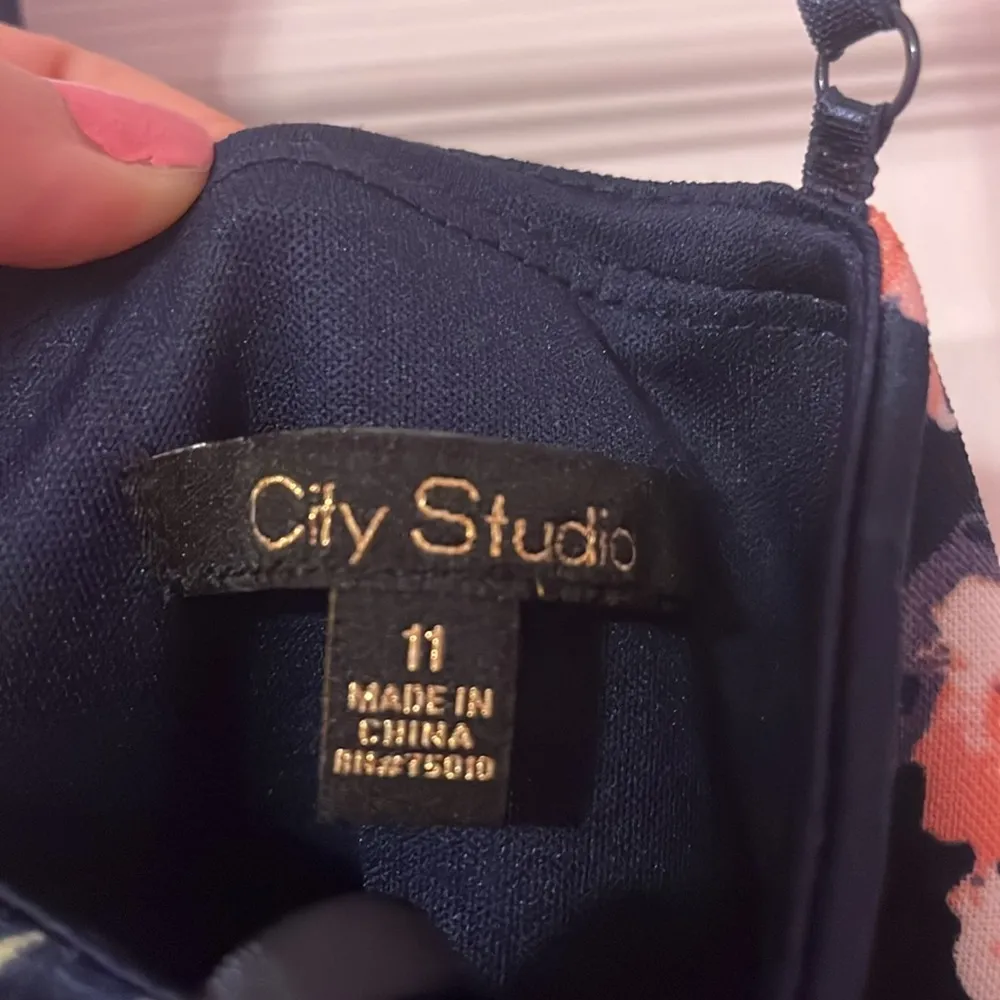 City Studio
11
MADE IN
CHINA
RN#75010